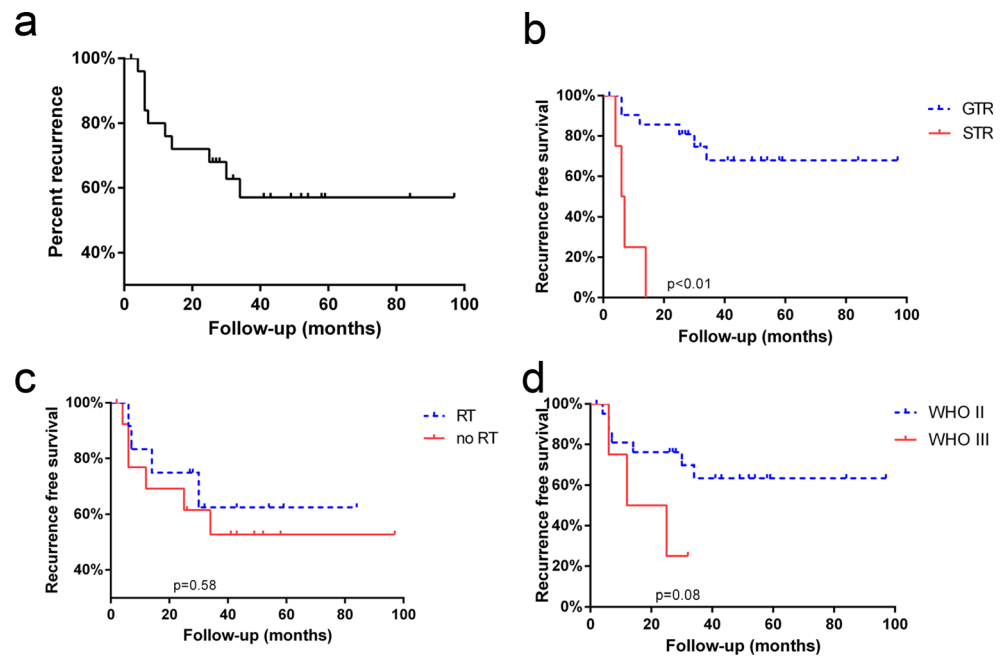 a
Percent recurrence
100%
80%
60%
40%
0 20 40 60 80 100
Follow-up (months)
b
Recurrence free survival
100%
80%
60%
40%
20%
0%
p<0.01
0 20 40 60 80 100
Follow-up (months)
GTR
STR
c
Recurrence free survival
100%
80%
60%
40%
p=0.58
0 20 40 60 80 100
Follow-up (months)
RT
no RT
d
Recurrence free survival
100%
80%
60%
40%
20%
0%
p=0.08
0 20 40 60 80 100
Follow-up (months)
WHO II
WHO III